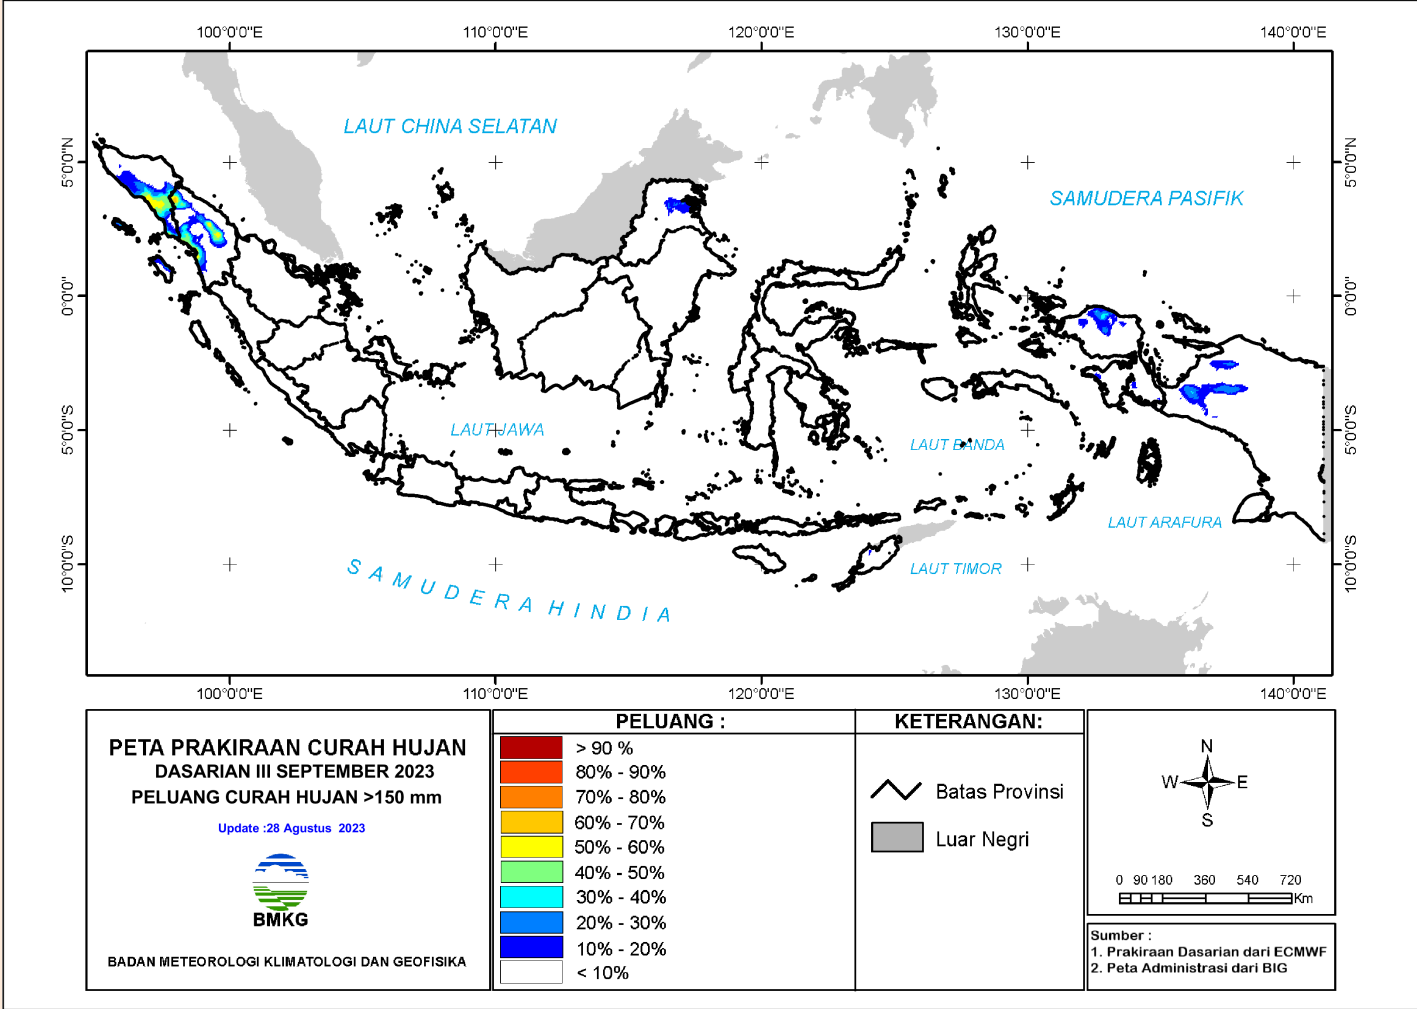 100°0'0"E 110°0'0"E 120°0'0"E 130°0'0"E 140°0'0"E
5°0'0"N
0°0'0"
5°0'0"S
10°0'0"S
LAUT CHINA SELATAN
SAMUDERA PASIFIK
LAUT JAWA
LAUT BANDA
LAUT ARAFURA
LAUT TIMOR
SAMUDERA HINDIA
5°0'0"N
0°0'0"
5°0'0"S
10°0'0"S
100°0'0"E 110°0'0"E 120°0'0"E 130°0'0"E 140°0'0"E
PETA PRAKIRAAN CURAH HUJAN
DASARIAN III SEPTEMBER 2023
PELUANG CURAH HUJAN >150 mm
Update :28 Agustus 2023
BMKG
BADAN METEOROLOGI KLIMATOLOGI DAN GEOFISIKA
PELUANG :
> 90 %
80% - 90%
70% - 80%
60% - 70%
50% - 60%
40% - 50%
30% - 40%
20% - 30%
10% - 20%
< 10%
KETERANGAN:
Batas Provinsi
Luar Negri
N
W E
S
0 90 180 360 540 720
Km
Sumber :
1. Prakiraan Dasarian dari ECMWF
2. Peta Administrasi dari BIG